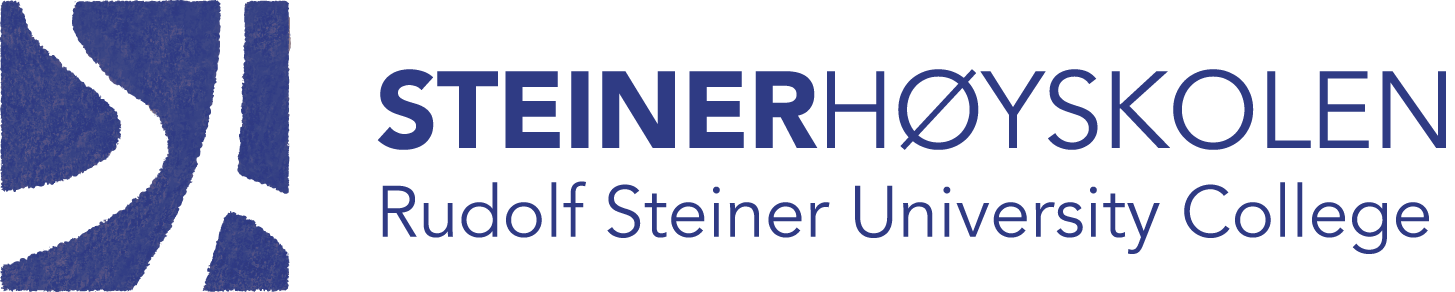 STEINERHØYSKOLEN
Rudolf Steiner University College